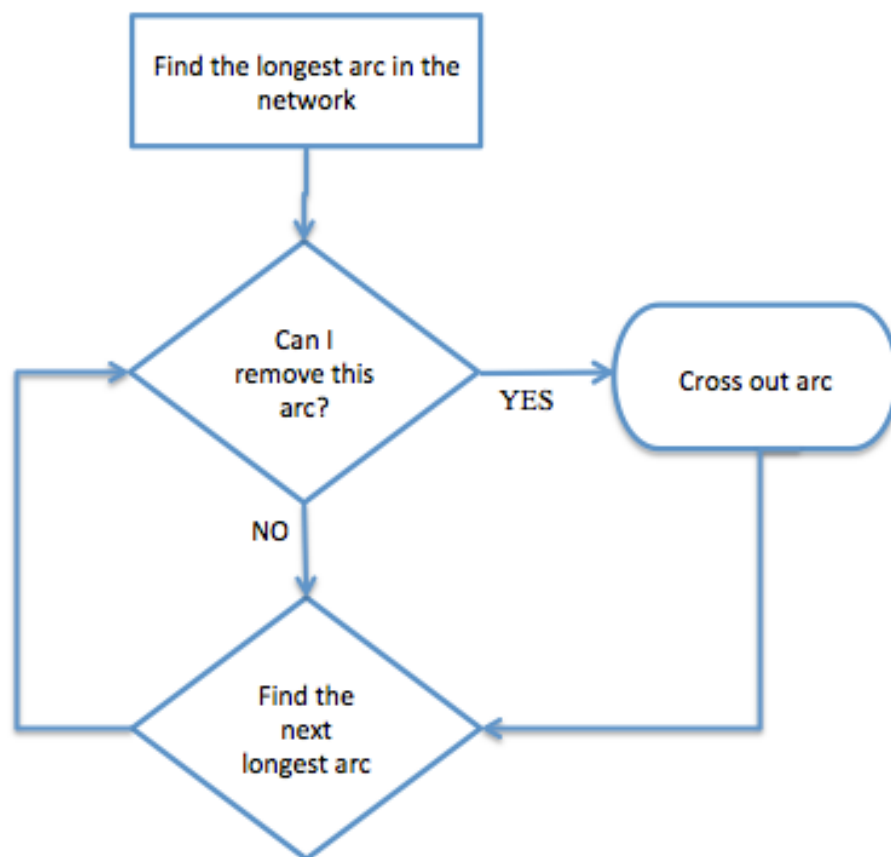 Find the longest arc in the
network
Can I
remove this
arc?
YES
Cross out arc
NO
Find the
next
longest arc